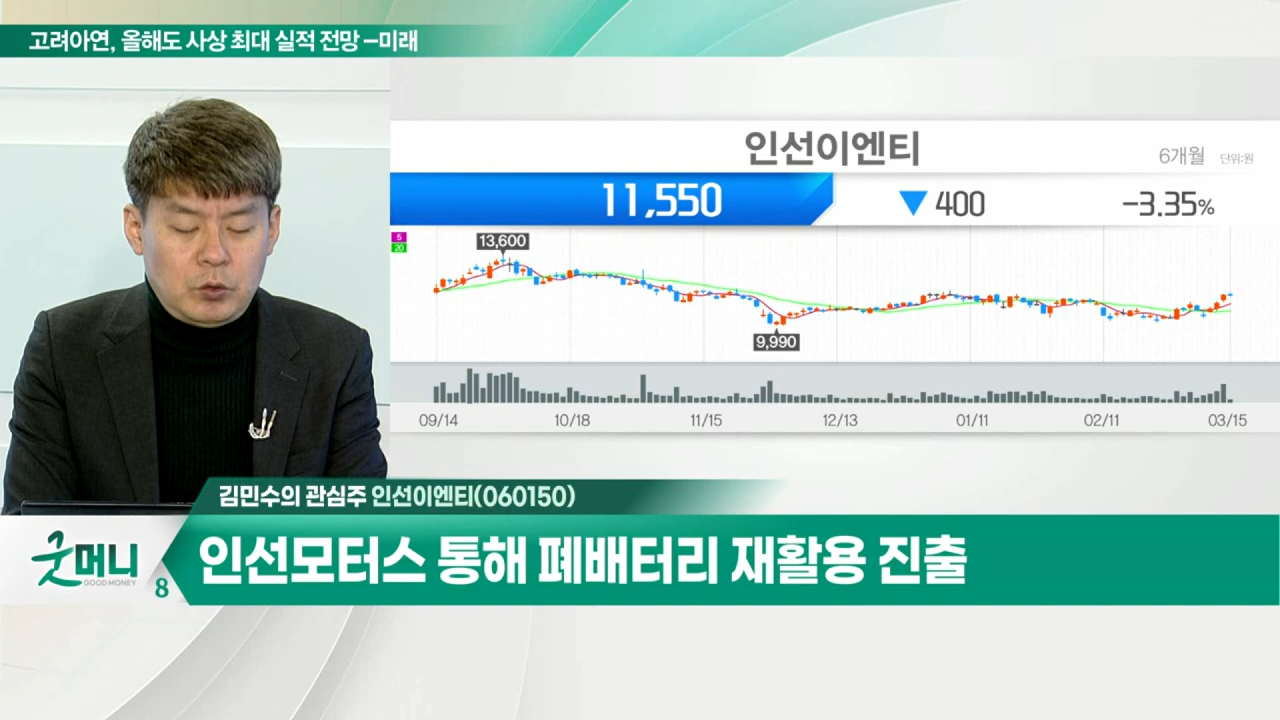 고려아연, 올해도 사상 최대 실적 전망 -미래
인선이엔티
6개월 단위:원
11,550 ▼ 400 -3.35%
5
20
13,600
9,990
09/14 10/18 11/15 12/13 01/11 02/11 03/15
김민수의 관심주 인선이엔티(060150)
굿머니
GOOD MONEY
8
인선모터스 통해 폐배터리 재활용 진출